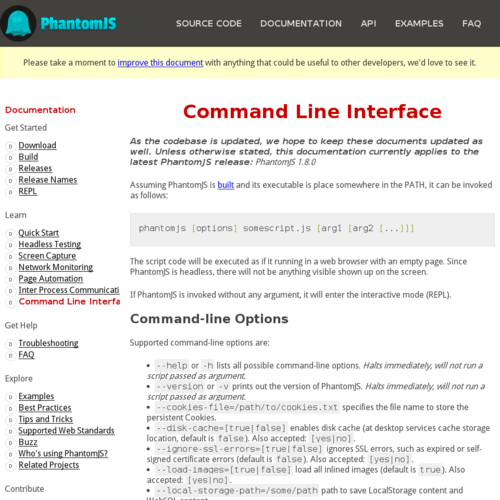 PhantomJS
SOURCE CODE
DOCUMENTATION
API
EXAMPLES
FAQ
Please take a moment to improve this document with anything that could be useful to other developers, we'd love to see it.
Documentation
Get Started
Download
Build
Releases
Release Names
REPL
Learn
Quick Start
Headless Testing
Screen Capture
Network Monitoring
Page Automation
Inter Process Communicati
Command Line Interfa
Get Help
Troubleshooting
FAQ
Explore
Examples
Best Practices
Tips and Tricks
Supported Web Standards
Buzz
Who's using PhantomJS?
Related Projects
Contribute
Command Line Interface
As the codebase is updated, we hope to keep these documents updated as
well. Unless otherwise stated, this documentation currently applies to the
latest PhantomJS release: PhantomJS 1.8.0
Assuming PhantomJS is built and its executable is place somewhere in the PATH, it can be invoked
as follows:
phantomjs [options] somescript.js [arg1 [arg2 [...]]]
The script code will be executed as if it running in a web browser with an empty page. Since
PhantomJS is headless, there will not be anything visible shown up on the screen.
If PhantomJS is invoked without any argument, it will enter the interactive mode (REPL).
Command-line Options
Supported command-line options are:
--help or -h lists all possible command-line options. Halts immediately, will not run a
script passed as argument.
--version or -v prints out the version of PhantomJS. Halts immediately, will not run a
script passed as argument.
--cookies-file=/path/to/cookies.txt specifies the file name to store the
persistent Cookies.
--disk-cache=[true|false] enables disk cache (at desktop services cache storage
location, default is false). Also accepted: [yes|no].
--ignore-ssl-errors=[true|false] ignores SSL errors, such as expired or
self-signed certificate errors (default is false). Also accepted: [yes|no].
--load-images=[true|false] load all inlined images (default is true). Also
accepted: [yes|no].
--local-storage-path=/some/path path to save LocalStorage content and